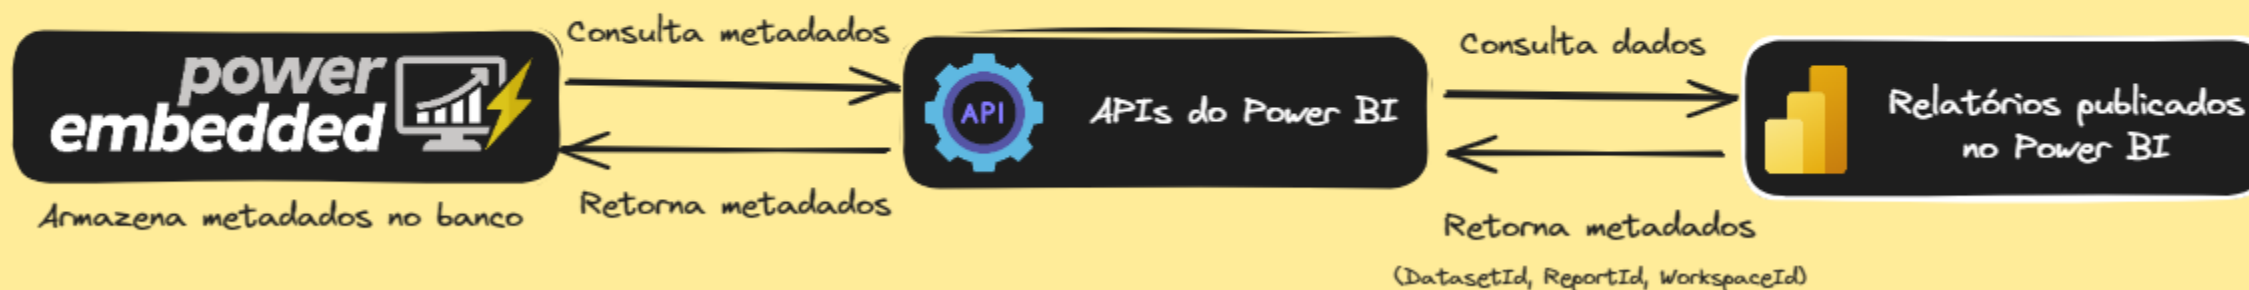 power
embedded
Armazena metadados no banco
Consulta metadados
Retorna metadados
API
APIs do Power BI
Consulta dados
Retorna metadados
(DatasetId, ReportId, WorkspaceId)
Relatórios publicados
no Power BI